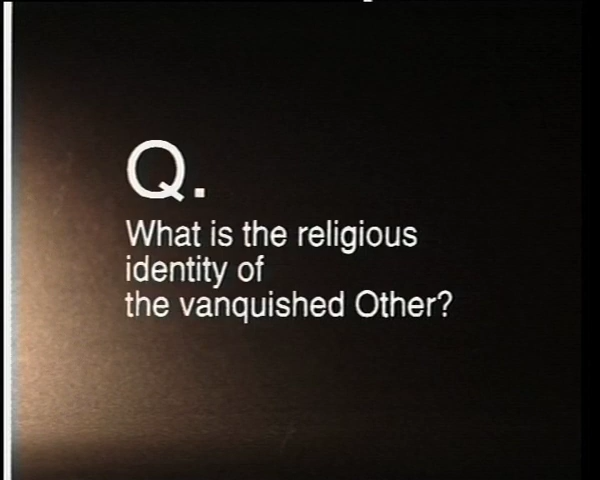 Q.
What is the religious
identity of
the vanquished Other?